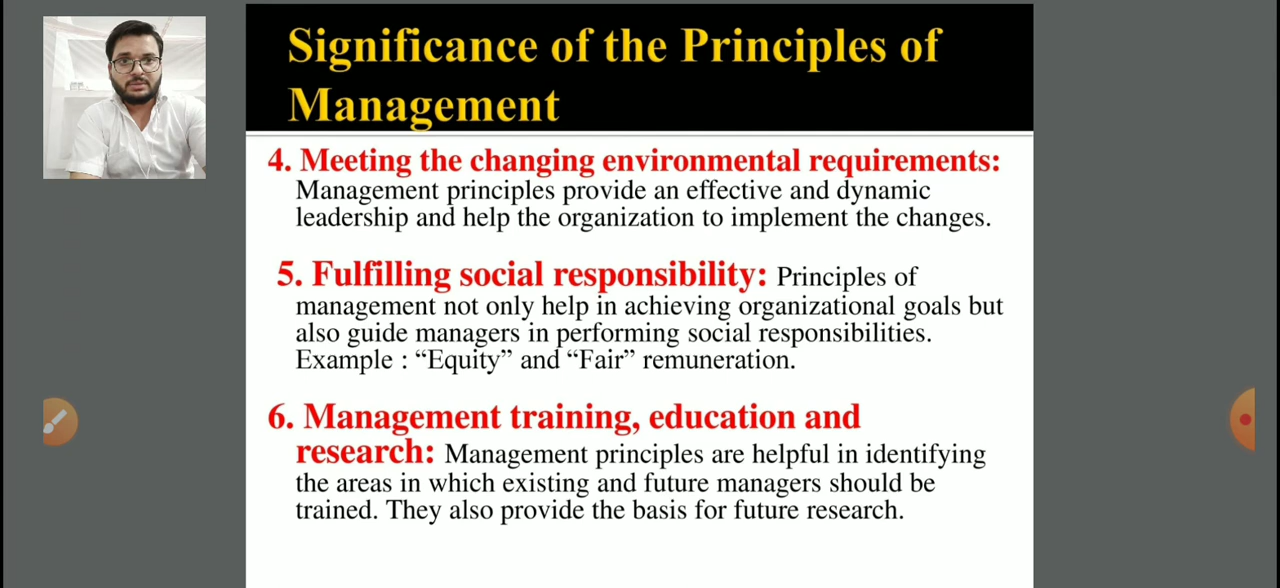 Significance of the Principles of
Management
4. Meeting the changing environmental requirements:
Management principles provide an effective and dynamic
leadership and help the organization to implement the changes.
5. Fulfilling social responsibility: Principles of
management not only help in achieving organizational goals but
also guide managers in performing social responsibilities.
Example : “Equity” and “Fair” remuneration.
6. Management training, education and
research: Management principles are helpful in identifying
the areas in which existing and future managers should be
trained. They also provide the basis for future research.